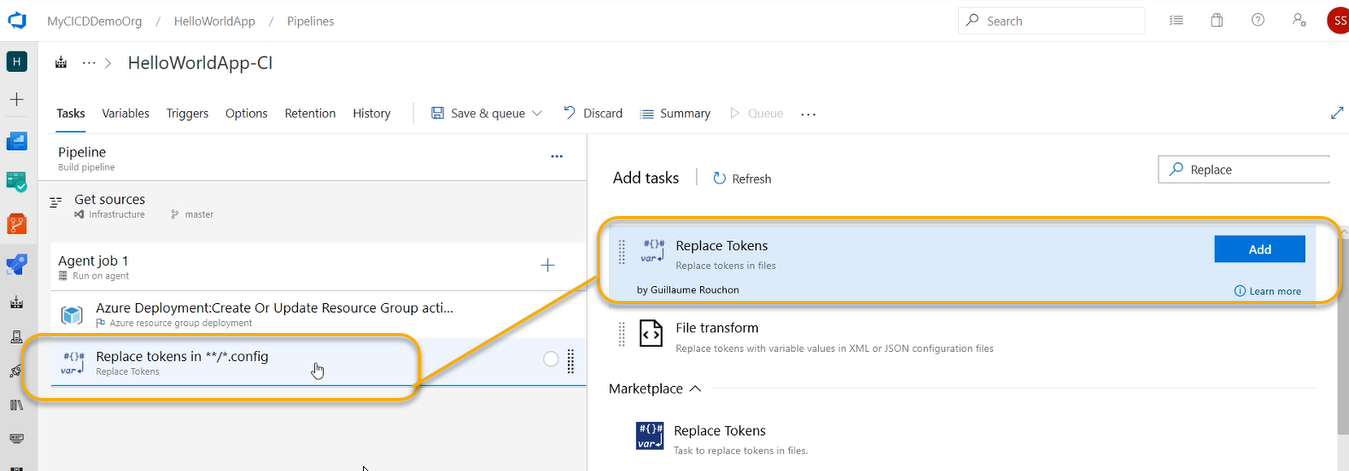 MyCICDDemoOrg / HelloWorldApp / Pipelines
Search
SS
H
··· > HelloWorldApp-CI
Tasks Variables Triggers Options Retention History Save & queue Discard Summary Queue ...
Pipeline
Build pipeline
...
Get sources
Infrastructure master
Agent job 1
Run on agent
Azure Deployment:Create Or Update Resource Group acti...
Azure resource group deployment
#{}#
var
Replace tokens in **/*.config
Replace Tokens
Add tasks Refresh
Replace
#{}#
var
Replace Tokens
Replace tokens in files
Add
by Guillaume Rouchon
Learn more
File transform
Replace tokens with variable values in XML or JSON configuration files
Marketplace
#{}#
var
Replace Tokens
Task to replace tokens in files.